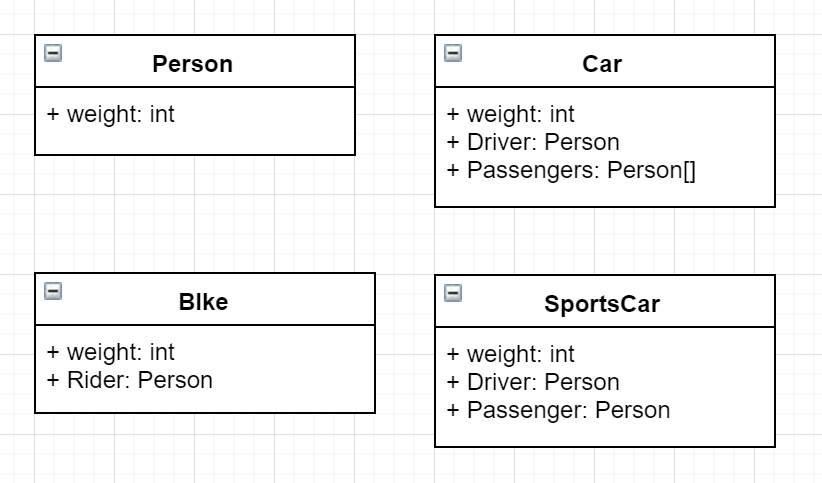 Person
+ weight: int
Car
+ weight: int
+ Driver: Person
+ Passengers: Person[]
BIke
+ weight: int
+ Rider: Person
SportsCar
+ weight: int
+ Driver: Person
+ Passenger: Person